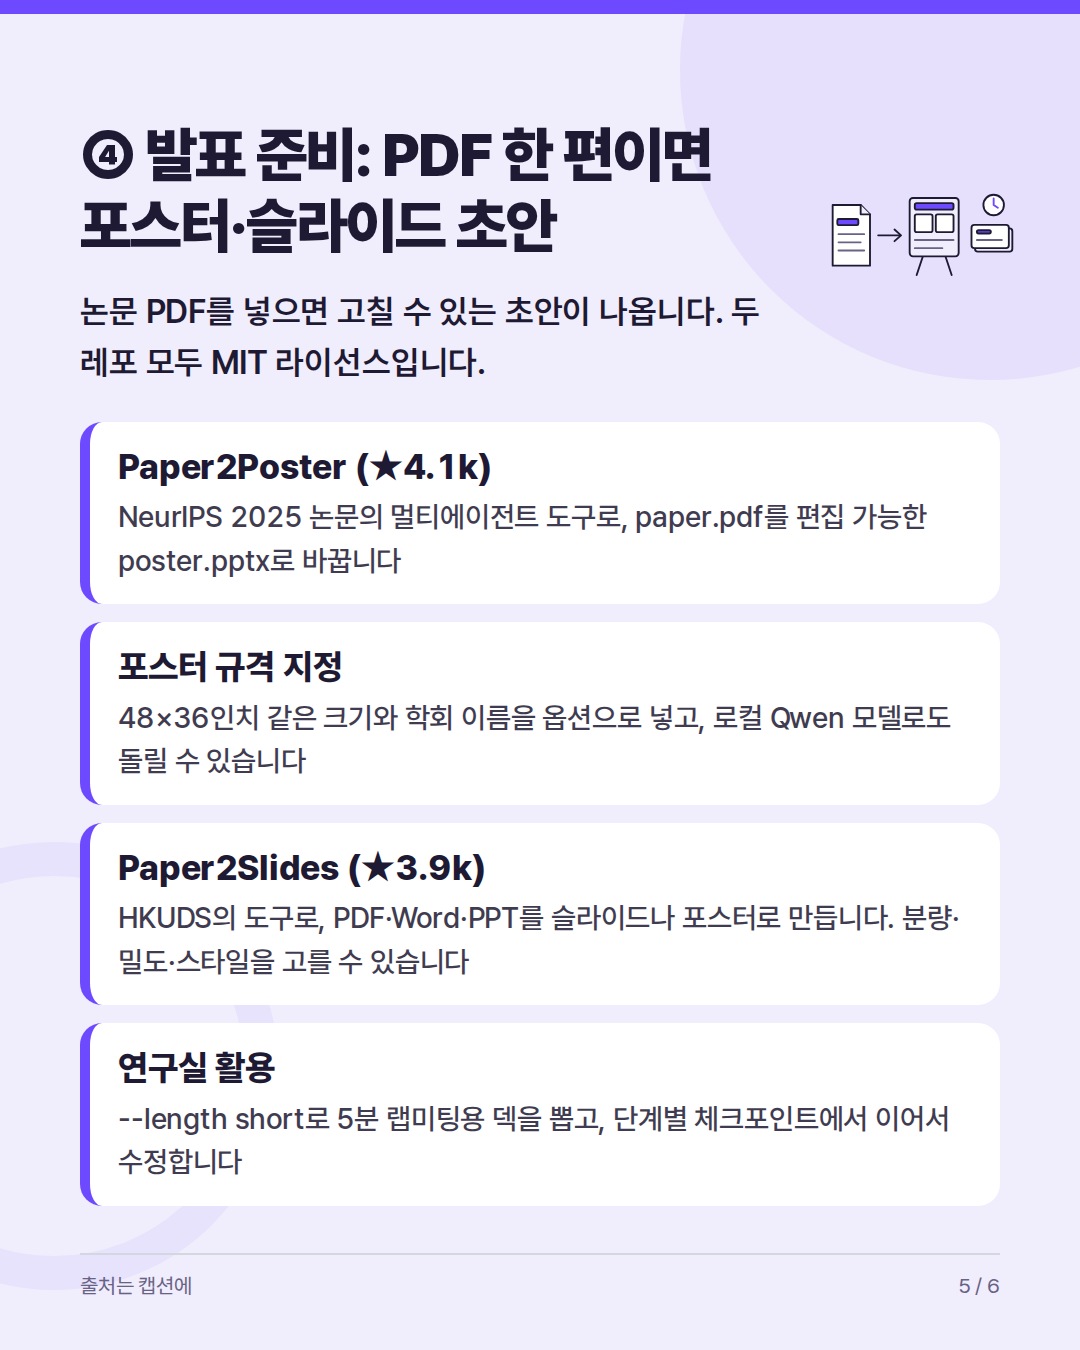 ④ 발표 준비: PDF 한 편이면
포스터·슬라이드 초안
논문 PDF를 넣으면 고칠 수 있는 초안이 나옵니다. 두
레포 모두 MIT 라이선스입니다.
Paper2Poster (★4.1k)
NeurIPS 2025 논문의 멀티에이전트 도구로, paper.pdf를 편집 가능한
poster.pptx로 바꿉니다
포스터 규격 지정
48×36인치 같은 크기와 학회 이름을 옵션으로 넣고, 로컬 Qwen 모델로도
돌릴 수 있습니다
Paper2Slides (★3.9k)
HKUDS의 도구로, PDF·Word·PPT를 슬라이드나 포스터로 만듭니다. 분량·
밀도·스타일을 고를 수 있습니다
연구실 활용
--length short로 5분 랩미팅용 덱을 뽑고, 단계별 체크포인트에서 이어서
수정합니다
출처는 캡션에
5 / 6